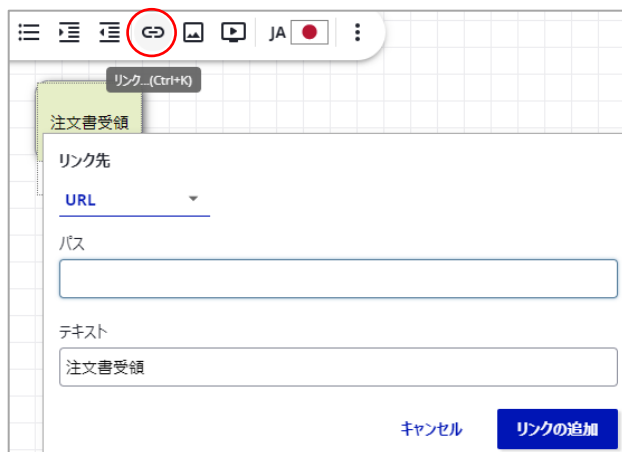 JA
リンク...(Ctrl+K)
注文書受領
リンク先
URL
パス
テキスト
注文書受領
キャンセル
リンクの追加